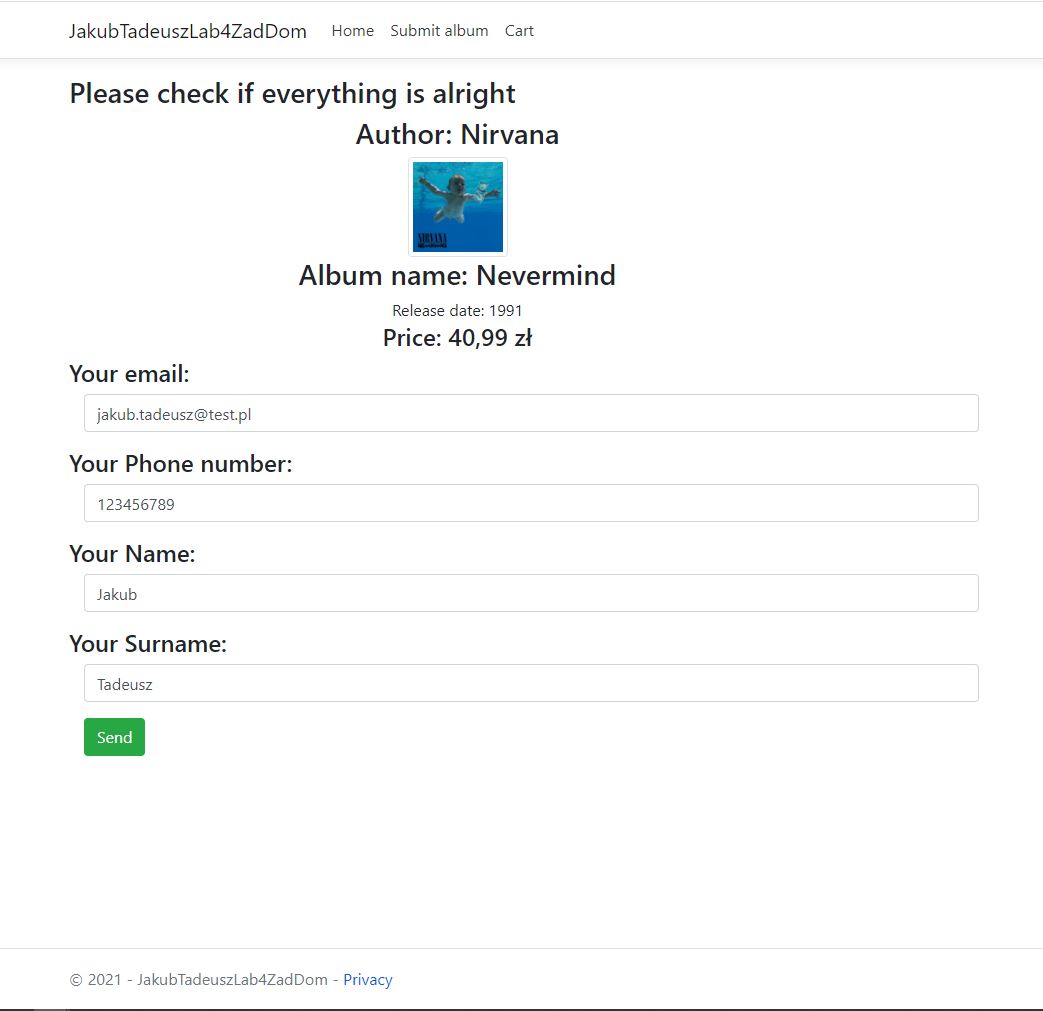 JakubTadeuszLab4ZadDom Home Submit album Cart
Please check if everything is alright
Author: Nirvana
NIRVANA
Album name: Nevermind
Release date: 1991
Price: 40,99 zł
Your email:
jakub.tadeusz@test.pl
Your Phone number:
123456789
Your Name:
Jakub
Your Surname:
Tadeusz
Send
© 2021 - JakubTadeuszLab4ZadDom - Privacy